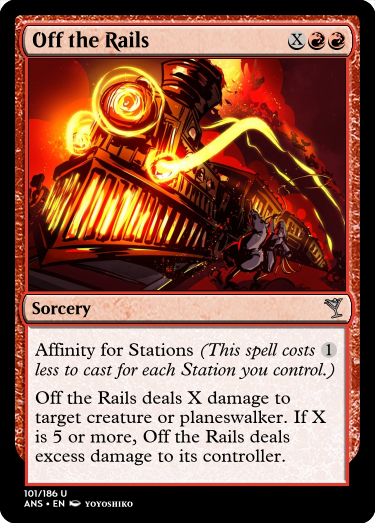 Off the Rails X R R
Sorcery
Affinity for Stations (This spell costs 1
less to cast for each Station you control.)
Off the Rails deals X damage to
target creature or planeswalker. If X
is 5 or more, Off the Rails deals
excess damage to its controller.
101/186 U
ANS • EN YOYOSHIKO